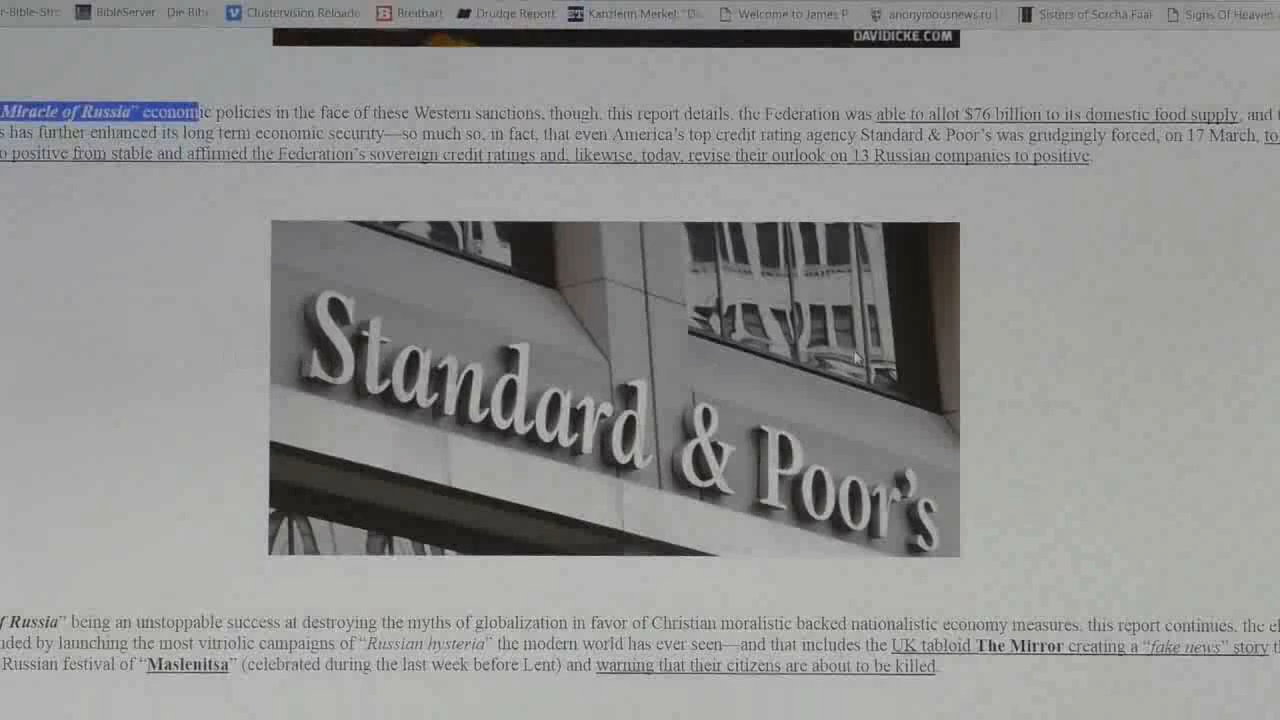 r-Bible-Str BibleServer Die Bib Clustervision Reloade Breitbart Drudge Report Kanzlerin Merkel: "Di Welcome to James P anonymousnews.ru | Sisters of Sorcha Faal Signs Of Heaven
DAVIDICKE.COM
Miracle of Russia" economic policies in the face of these Western sanctions, though, this report details, the Federation was able to allot $76 billion to its domestic food supply, and
s has further enhanced its long term economic security—so much so, in fact, that even America's top credit rating agency Standard & Poor's was grudgingly forced, on 17 March, to
o positive from stable and affirmed the Federation's sovereign credit ratings and, likewise, today, revise their outlook on 13 Russian companies to positive.
Standard & Poor's
f Russia" being an unstoppable success at destroying the myths of globalization in favor of Christian moralistic backed nationalistic economy measures, this report continues, the
nded by launching the most vitriolic campaigns of "Russian hysteria" the modern world has ever seen—and that includes the UK tabloid The Mirror creating a "fake news" story
Russian festival of "Maslenitsa" (celebrated during the last week before Lent) and warning that their citizens are about to be killed.